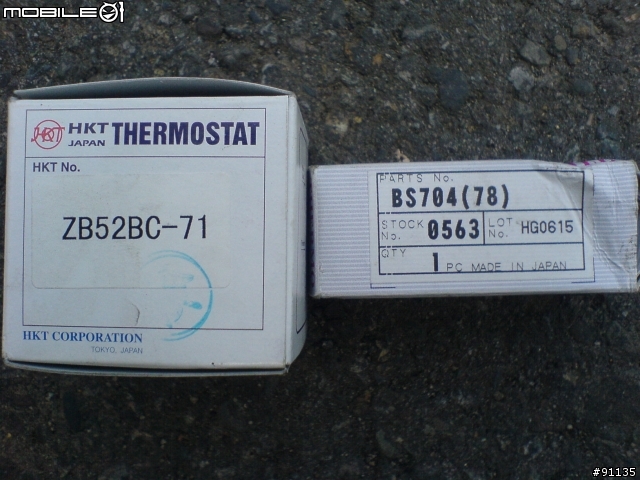 MOBILE01
HKT JAPAN THERMOSTAT
HKT No.
ZB52BC-71
HKT CORPORATION
TOKYO, JAPAN
PARTS No.
BS704(78)
STOCK No. 0563 LOT No. HG0615
QTY 1 PC MADE IN JAPAN
#91135